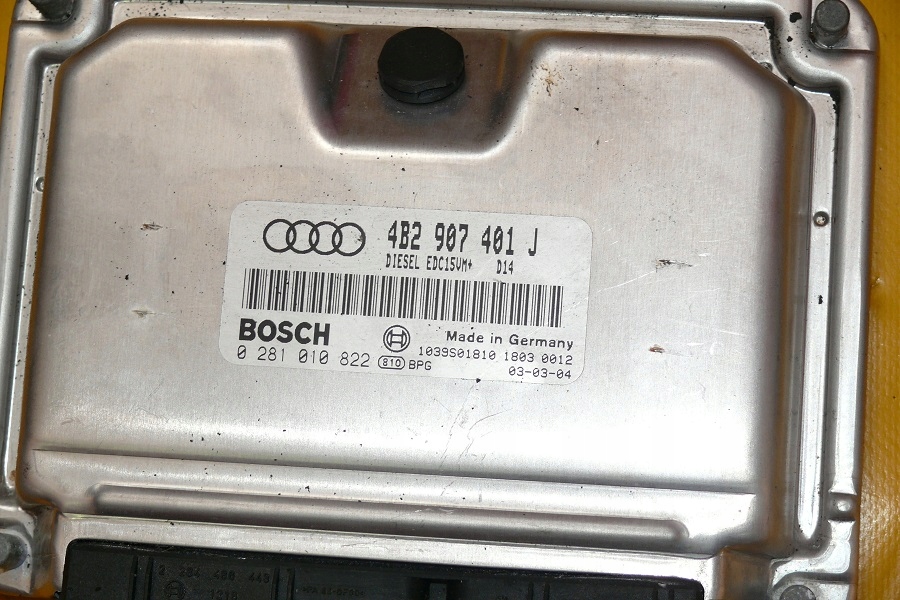 4B2 907 401 J
DIESEL EDC15VM+ D14
BOSCH
Made in Germany
0 281 010 822
810 BPG
1039S01810 1803 0012
03-03-04